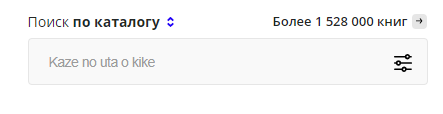 Поиск по каталогу Более 1 528 000 книг
Kaze no uta o kike